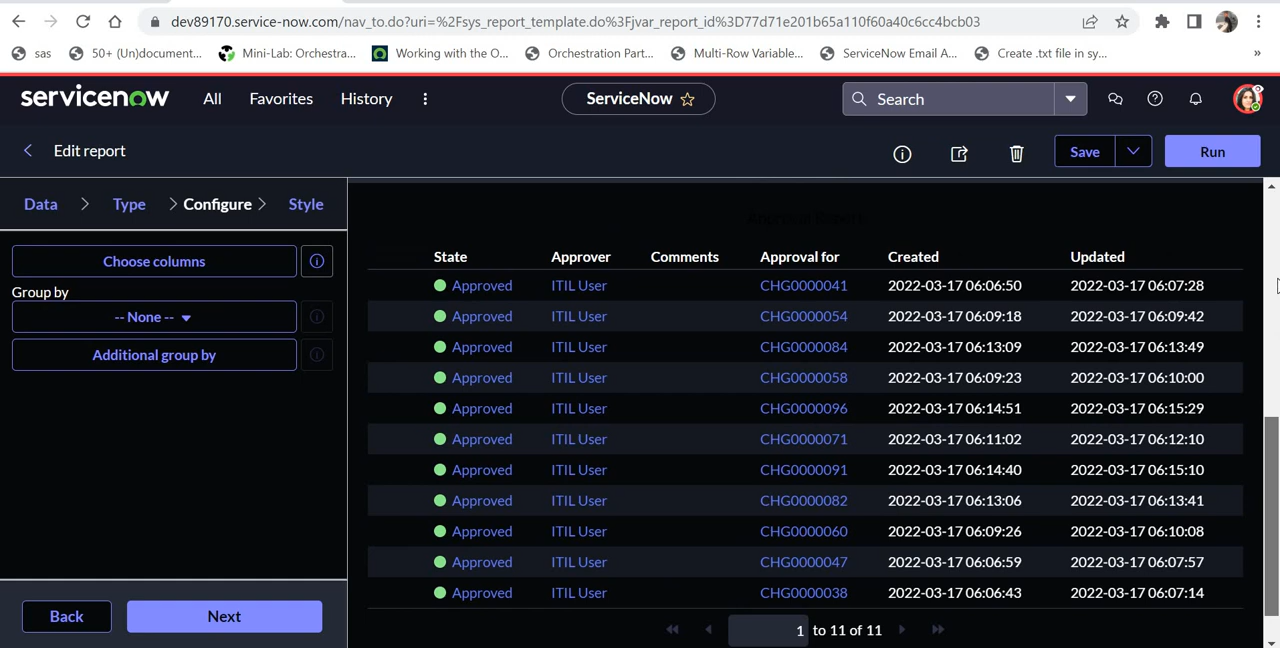 dev89170.service-now.com/nav_to.do?uri=%2Fsys_report_template.do%3Fjvar_report_id%3D77d71e201b65a110f60a40c6cc4bcb03
sas 50+ (Un)document... Mini-Lab: Orchestra... Working with the O... Orchestration Part... Multi-Row Variable... ServiceNow Email A... Create .txt file in sy... »
servicenow All Favorites History ServiceNow Search
Edit report Save Run
Data Type Configure Style
Choose columns
Group by
-- None --
Additional group by
Back Next
State Approver Comments Approval for Created Updated
Approved ITIL User CHG0000041 2022-03-17 06:06:50 2022-03-17 06:07:28
Approved ITIL User CHG0000054 2022-03-17 06:09:18 2022-03-17 06:09:42
Approved ITIL User CHG0000084 2022-03-17 06:13:09 2022-03-17 06:13:49
Approved ITIL User CHG0000058 2022-03-17 06:09:23 2022-03-17 06:10:00
Approved ITIL User CHG0000096 2022-03-17 06:14:51 2022-03-17 06:15:29
Approved ITIL User CHG0000071 2022-03-17 06:11:02 2022-03-17 06:12:10
Approved ITIL User CHG0000091 2022-03-17 06:14:40 2022-03-17 06:15:10
Approved ITIL User CHG0000082 2022-03-17 06:13:06 2022-03-17 06:13:41
Approved ITIL User CHG0000060 2022-03-17 06:09:26 2022-03-17 06:10:08
Approved ITIL User CHG0000047 2022-03-17 06:06:59 2022-03-17 06:07:57
Approved ITIL User CHG0000038 2022-03-17 06:06:43 2022-03-17 06:07:14
1 to 11 of 11